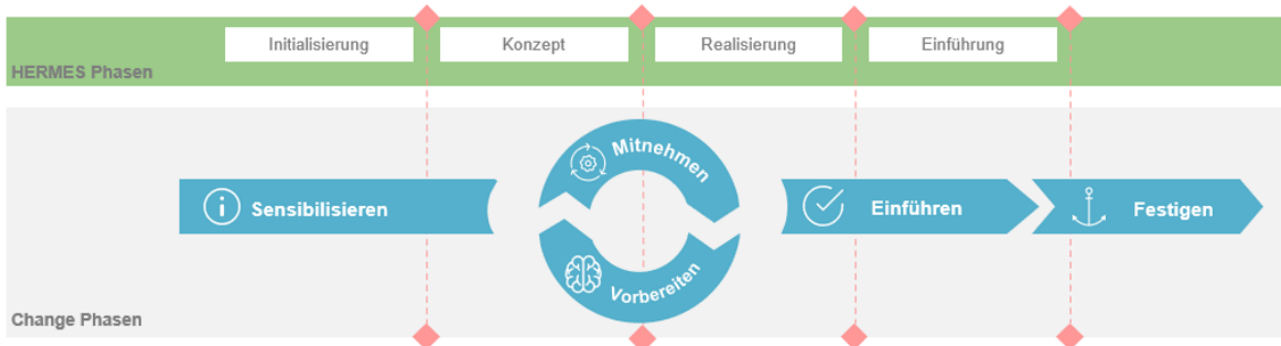 Initialisierung
Konzept
Realisierung
Einführung
HERMES Phasen
Mitnehmen
Sensibilisieren
Einführen
Festigen
Vorbereiten
Change Phasen